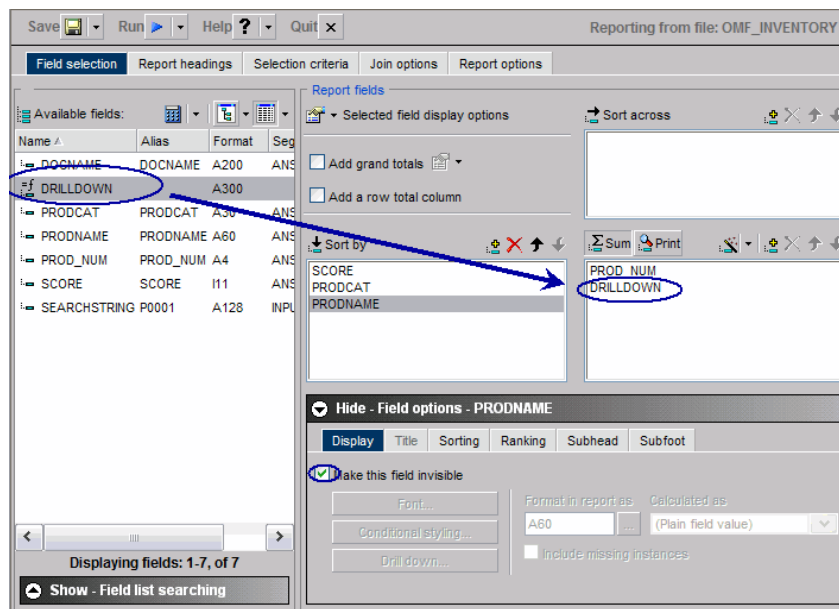 Save Run Help ? Quit x Reporting from file: OMF_INVENTORY
Field selection Report headings Selection criteria Join options Report options
Report fields
Available fields:
Selected field display options
Sort across
Name Alias Format Seg
DOCNAME DOCNAME A200 ANS
DRILLDOWN A300
PRODCAT PRODCAT A30 ANS
PRODNAME PRODNAME A60 ANS
PROD_NUM PROD_NUM A4 ANS
SCORE SCORE I11 ANS
SEARCHSTRING P0001 A128 INPU
Add grand totals
Add a row total column
Sort by
Sum Print
SCORE
PRODCAT
PRODNAME
PROD_NUM
DRILLDOWN
Hide - Field options - PRODNAME
Display Title Sorting Ranking Subhead Subfoot
Make this field invisible
Font...
Conditional styling...
Drill down...
Format in report as Calculated as
A60 ... (Plain field value)
Include missing instances
Displaying fields: 1-7, of 7
Show - Field list searching